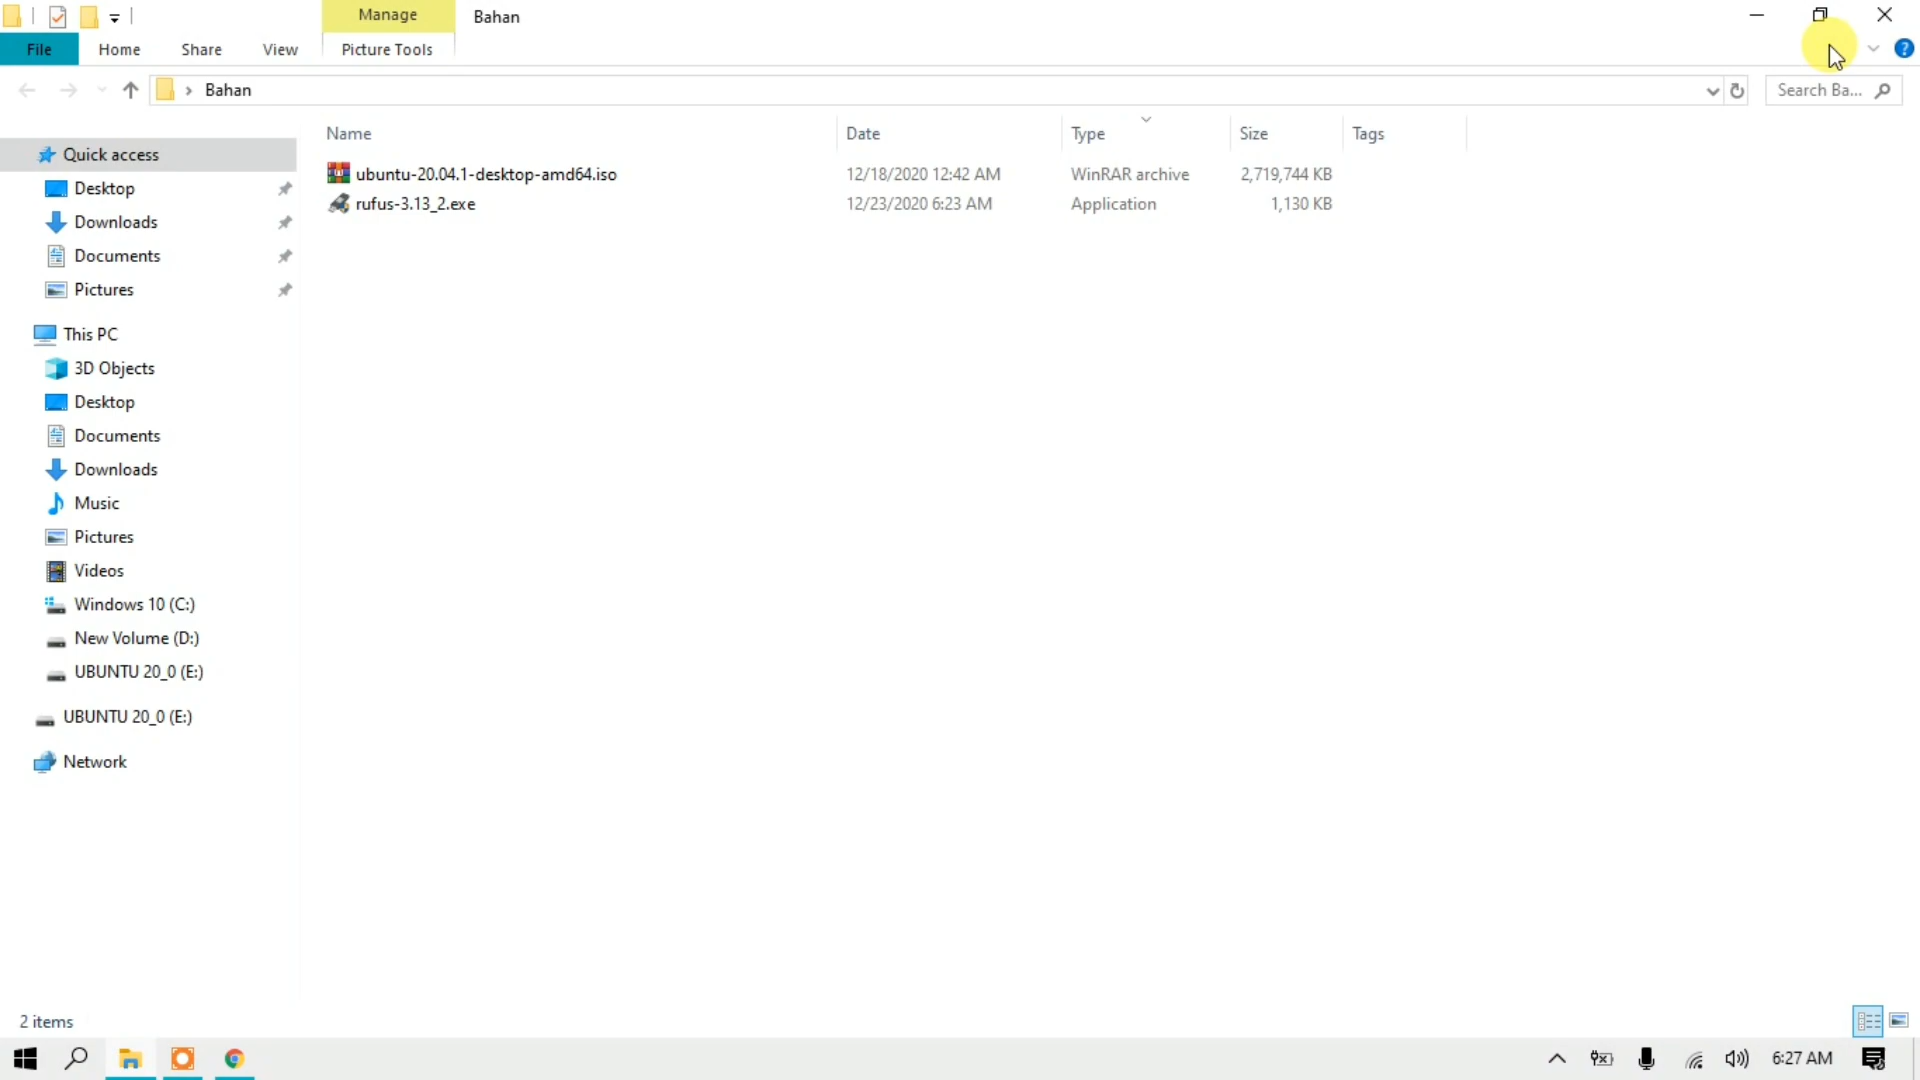 Manage
Bahan
File
Home
Share
View
Picture Tools
?
Bahan
Search Ba...
Name
Date
Type
Size
Tags
Quick access
ubuntu-20.04.1-desktop-amd64.iso
12/18/2020 12:42 AM
WinRAR archive
2,719,744 KB
Desktop
rufus-3.13_2.exe
12/23/2020 6:23 AM
Application
1,130 KB
Downloads
Documents
Pictures
This PC
3D Objects
Desktop
Documents
Downloads
Music
Pictures
Videos
Windows 10 (C:)
New Volume (D:)
UBUNTU 20_0 (E:)
UBUNTU 20_0 (E:)
Network
2 items
6:27 AM